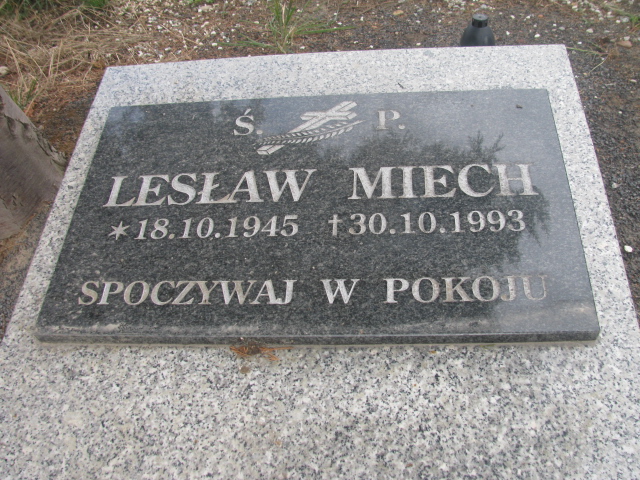 Ś. P.
LESŁAW MIECH
*18.10.1945 †30.10.1993
SPOCZYWAJ W POKOJU